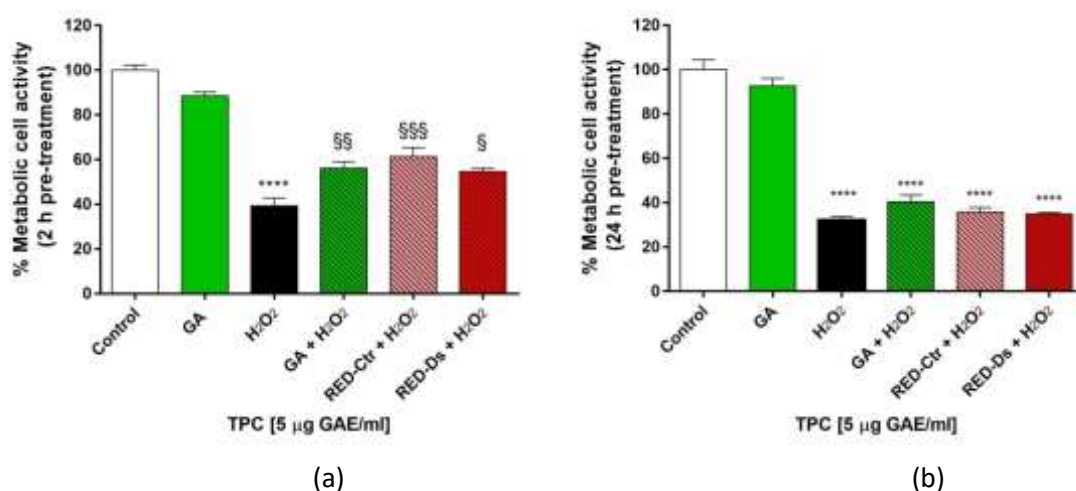 % Metabolic cell activity
(2 h pre-treatment)
120
100
80
60
40
20
0
****
§§
§§§
§
Control
GA
H₂O₂
GA + H₂O₂
RED-Ctr + H₂O₂
RED-Ds + H₂O₂
TPC [5 µg GAE/ml]
(a)
% Metabolic cell activity
(24 h pre-treatment)
120
100
80
60
40
20
0
****
****
****
****
Control
GA
H₂O₂
GA + H₂O₂
RED-Ctr + H₂O₂
RED-Ds + H₂O₂
TPC [5 µg GAE/ml]
(b)